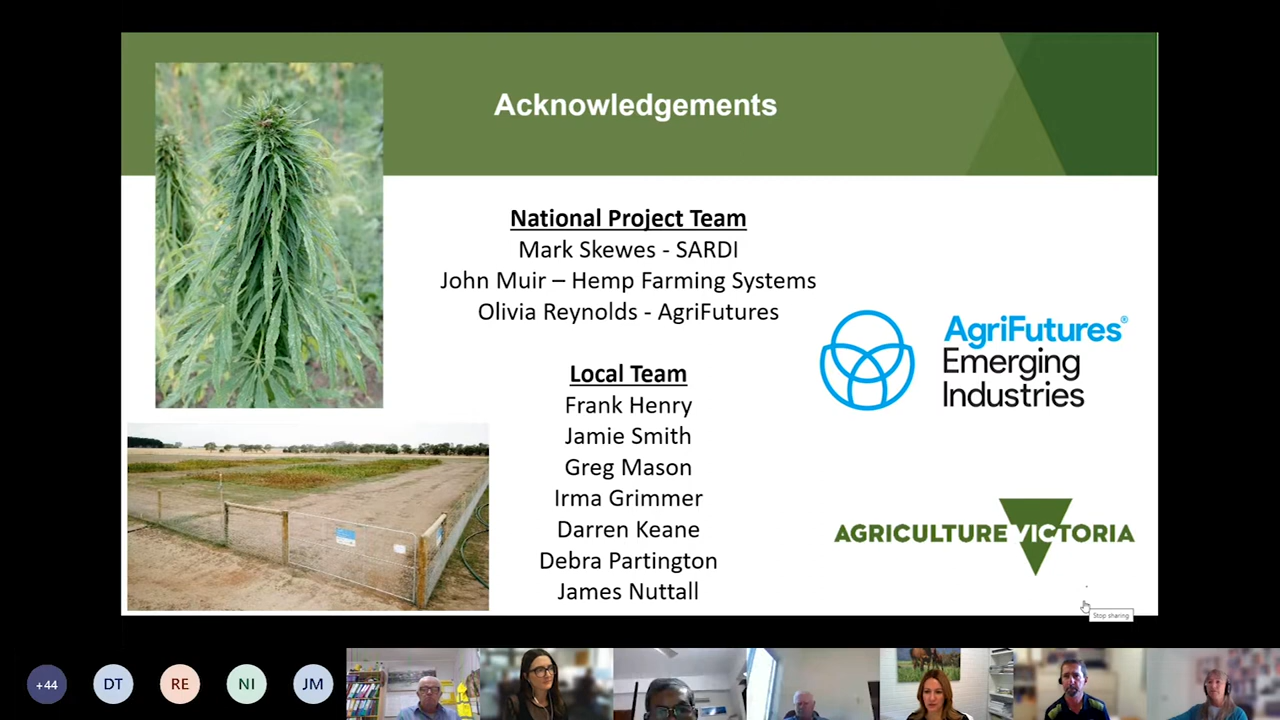 Acknowledgements
National Project Team
Mark Skewes - SARDI
John Muir – Hemp Farming Systems
Olivia Reynolds - AgriFutures
Local Team
Frank Henry
Jamie Smith
Greg Mason
Irma Grimmer
Darren Keane
Debra Partington
James Nuttall
AgriFutures®
Emerging
Industries
AGRICULTURE VICTORIA
Stop sharing
+44
DT
RE
NI
JM